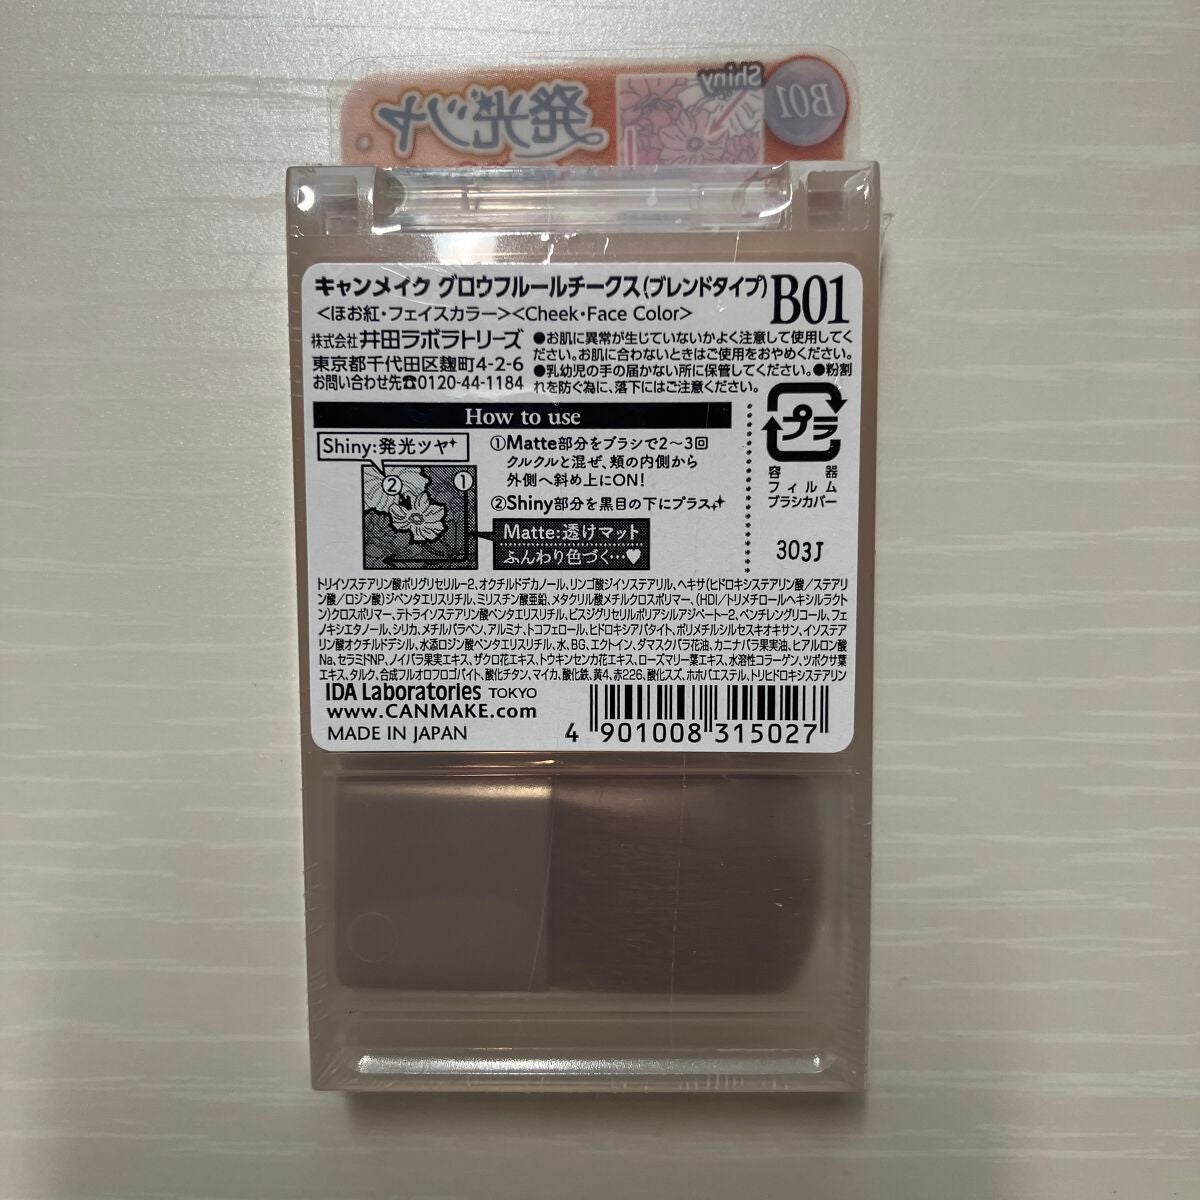 B01
Shiny
発光ツヤ
キャンメイク グロウフルールチークス(ブレンドタイプ) B01
<ほお紅・フェイスカラー><Cheek・Face Color>
株式会社 井田ラボラトリーズ
東京都千代田区麹町4-2-6
お問い合わせ先☎0120-44-1184
●お肌に異常が生じていないかよく注意して使用してく
ださい。お肌に合わないときはご使用をおやめください。
●乳幼児の手の届かない所に保管してください。●粉割
れを防ぐ為に、落下にはご注意ください。
How to use
Shiny:発光ツヤ
② ①
①Matte部分をブラシで2〜3回
クルクルと混ぜ、頬の内側から
外側へ斜め上にON!
②Shiny部分を黒目の下にプラス
Matte:透けマット
ふんわり色づく…♥
プラ
容器
フィルム
ブラシカバー
303J
トリイソステアリン酸ポリグリセリル-2、オクチルドデカノール、リンゴ酸ジイソステアリル、ヘキサ(ヒドロキシステアリン酸/ステアリ
ン酸/ロジン酸)ジペンタエリスリチル、ミリスチン酸亜鉛、メタクリル酸メチルクロスポリマー、(HDI/トリメチロールヘキシルラクト
ン)クロスポリマー、テトライソステアリン酸ペンタエリスリチル、ビスジグリセリルポリアシルアジペート-2、ペンチレングリコール、フェ
ノキシエタノール、シリカ、メチルパラベン、アルミナ、トコフェロール、ヒドロキシアパタイト、ポリメチルシルセスキオキサン、イソステア
リン酸オクチルドデシル、水添ロジン酸ペンタエリスリチル、水、BG、エクトイン、ダマスクバラ花油、カニナバラ果実油、ヒアルロン酸
Na、セラミドNP、ノイバラ果実エキス、ザクロ花エキス、トウキンセンカ花エキス、ローズマリー葉エキス、水溶性コラーゲン、ツボクサ葉
エキス、タルク、合成フルオロフロゴパイト、酸化チタン、マイカ、酸化鉄、黄4、赤226、酸化スズ、ホホバエステル、トリヒドロキシステアリン
IDA Laboratories TOKYO
www.CANMAKE.com
MADE IN JAPAN
4 901008 315027